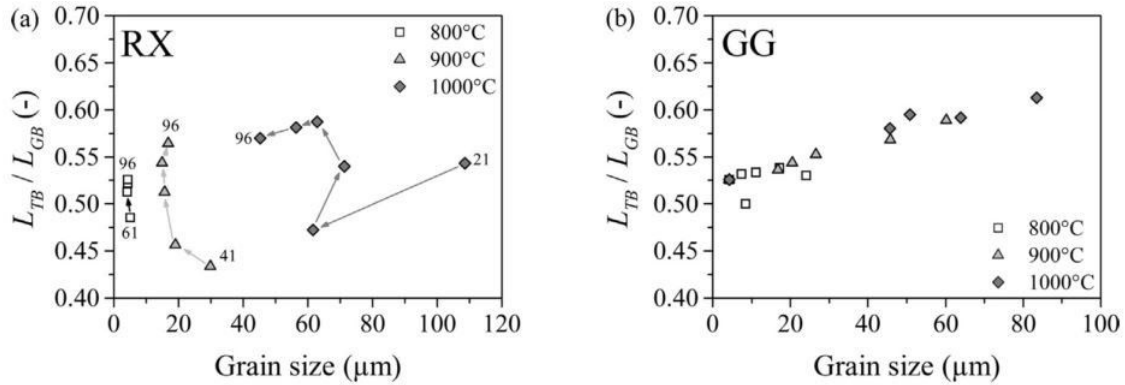 (a)
RX
800°C
900°C
1000°C
0.70
0.65
0.60
0.55
0.50
0.45
0.40
L_TB / L_GB (-)
96
61
96
41
96
21
0 20 40 60 80 100 120
Grain size (µm)
(b)
GG
0.70
0.65
0.60
0.55
0.50
0.45
0.40
L_TB / L_GB (-)
800°C
900°C
1000°C
0 20 40 60 80 100
Grain size (µm)